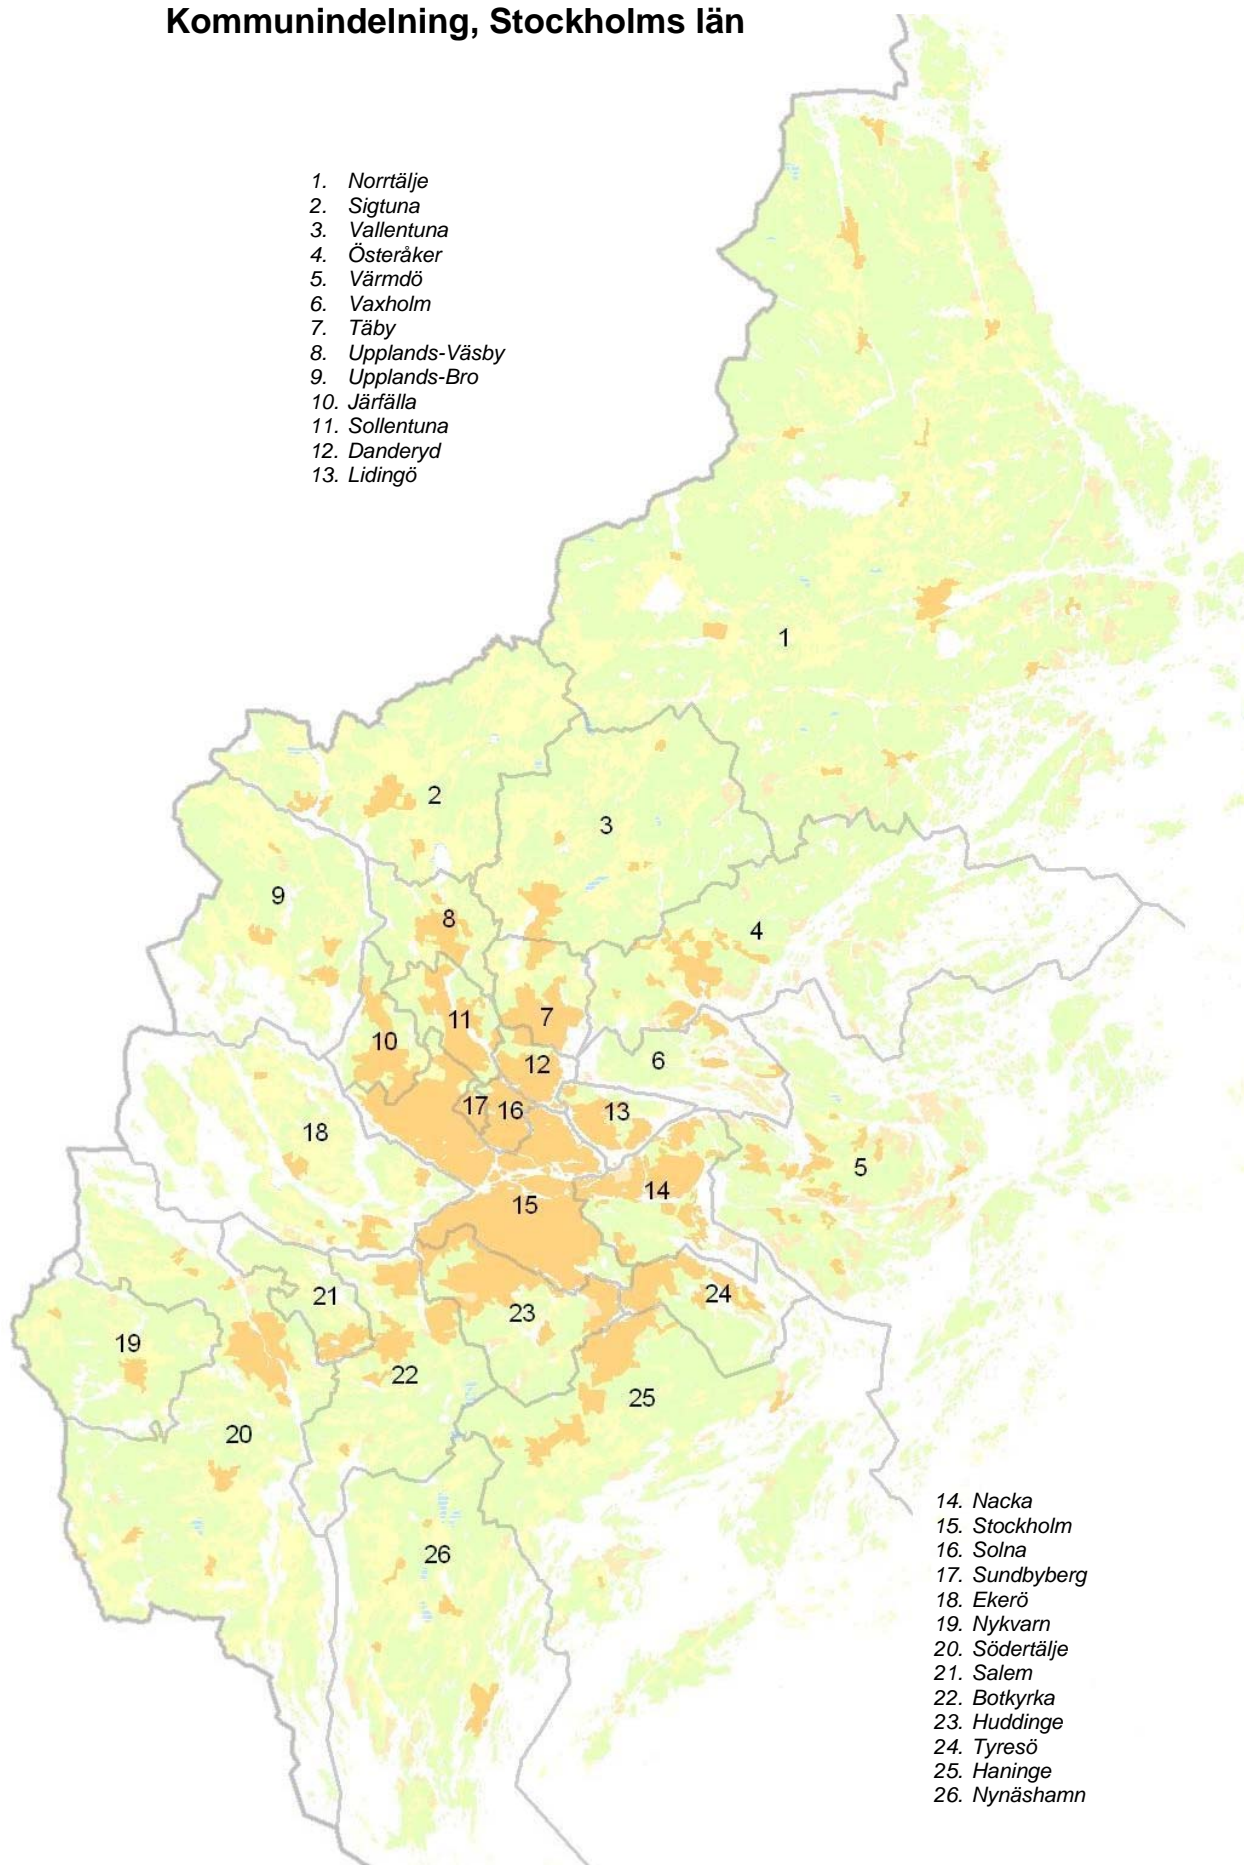 Kommunindelning, Stockholms län
1. Norrtälje
2. Sigtuna
3. Vallentuna
4. Österåker
5. Värmdö
6. Vaxholm
7. Täby
8. Upplands-Väsby
9. Upplands-Bro
10. Järfälla
11. Sollentuna
12. Danderyd
13. Lidingö
1
2
3
9
8
4
7
11
10
12
6
17
16
13
18
5
14
15
21
24
23
19
22
25
20
26
14. Nacka
15. Stockholm
16. Solna
17. Sundbyberg
18. Ekerö
19. Nykvarn
20. Södertälje
21. Salem
22. Botkyrka
23. Huddinge
24. Tyresö
25. Haninge
26. Nynäshamn